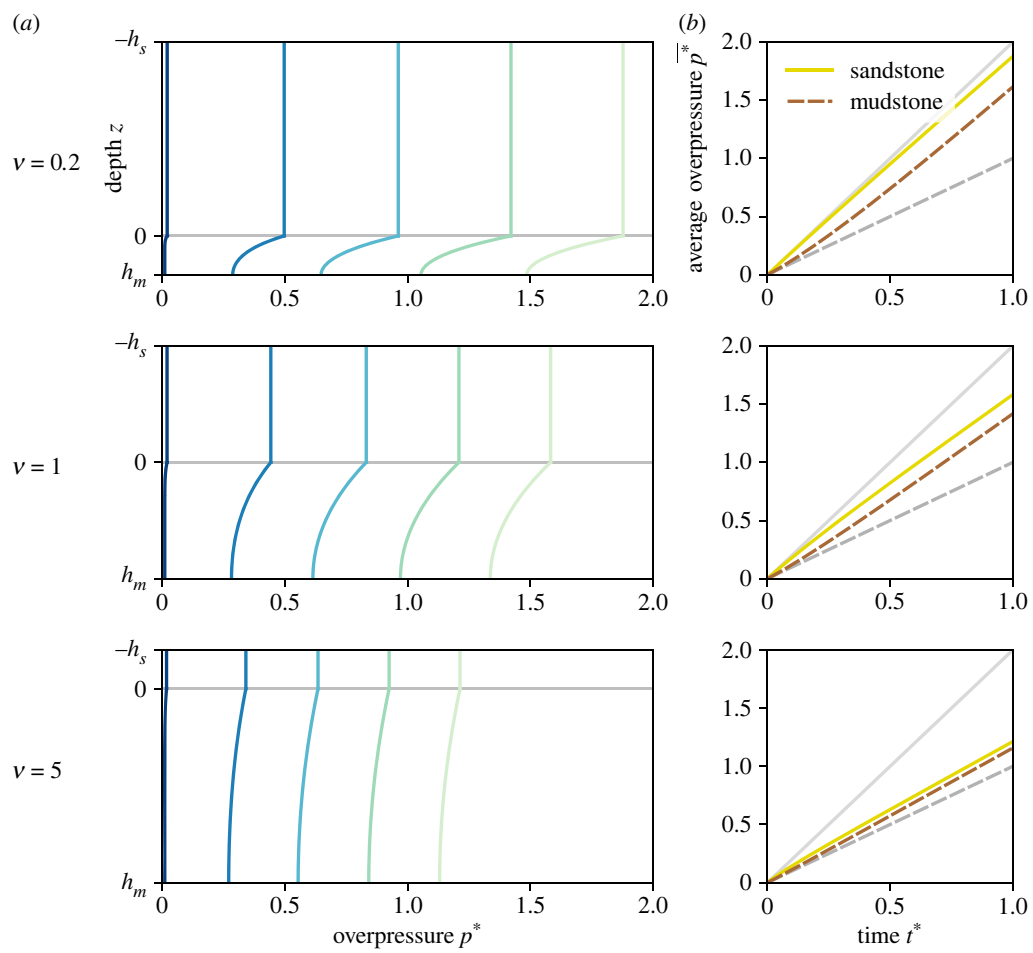 (a)
(b)
ν = 0.2
depth z
–h_s
0
h_m
0 0.5 1.0 1.5 2.0
average overpressure p̅*
2.0
1.5
1.0
0.5
0
sandstone
mudstone
0 0.5 1.0
ν = 1
–h_s
0
h_m
0 0.5 1.0 1.5 2.0
2.0
1.5
1.0
0.5
0
0 0.5 1.0
ν = 5
–h_s
0
h_m
0 0.5 1.0 1.5 2.0
overpressure p*
2.0
1.5
1.0
0.5
0
0 0.5 1.0
time t*